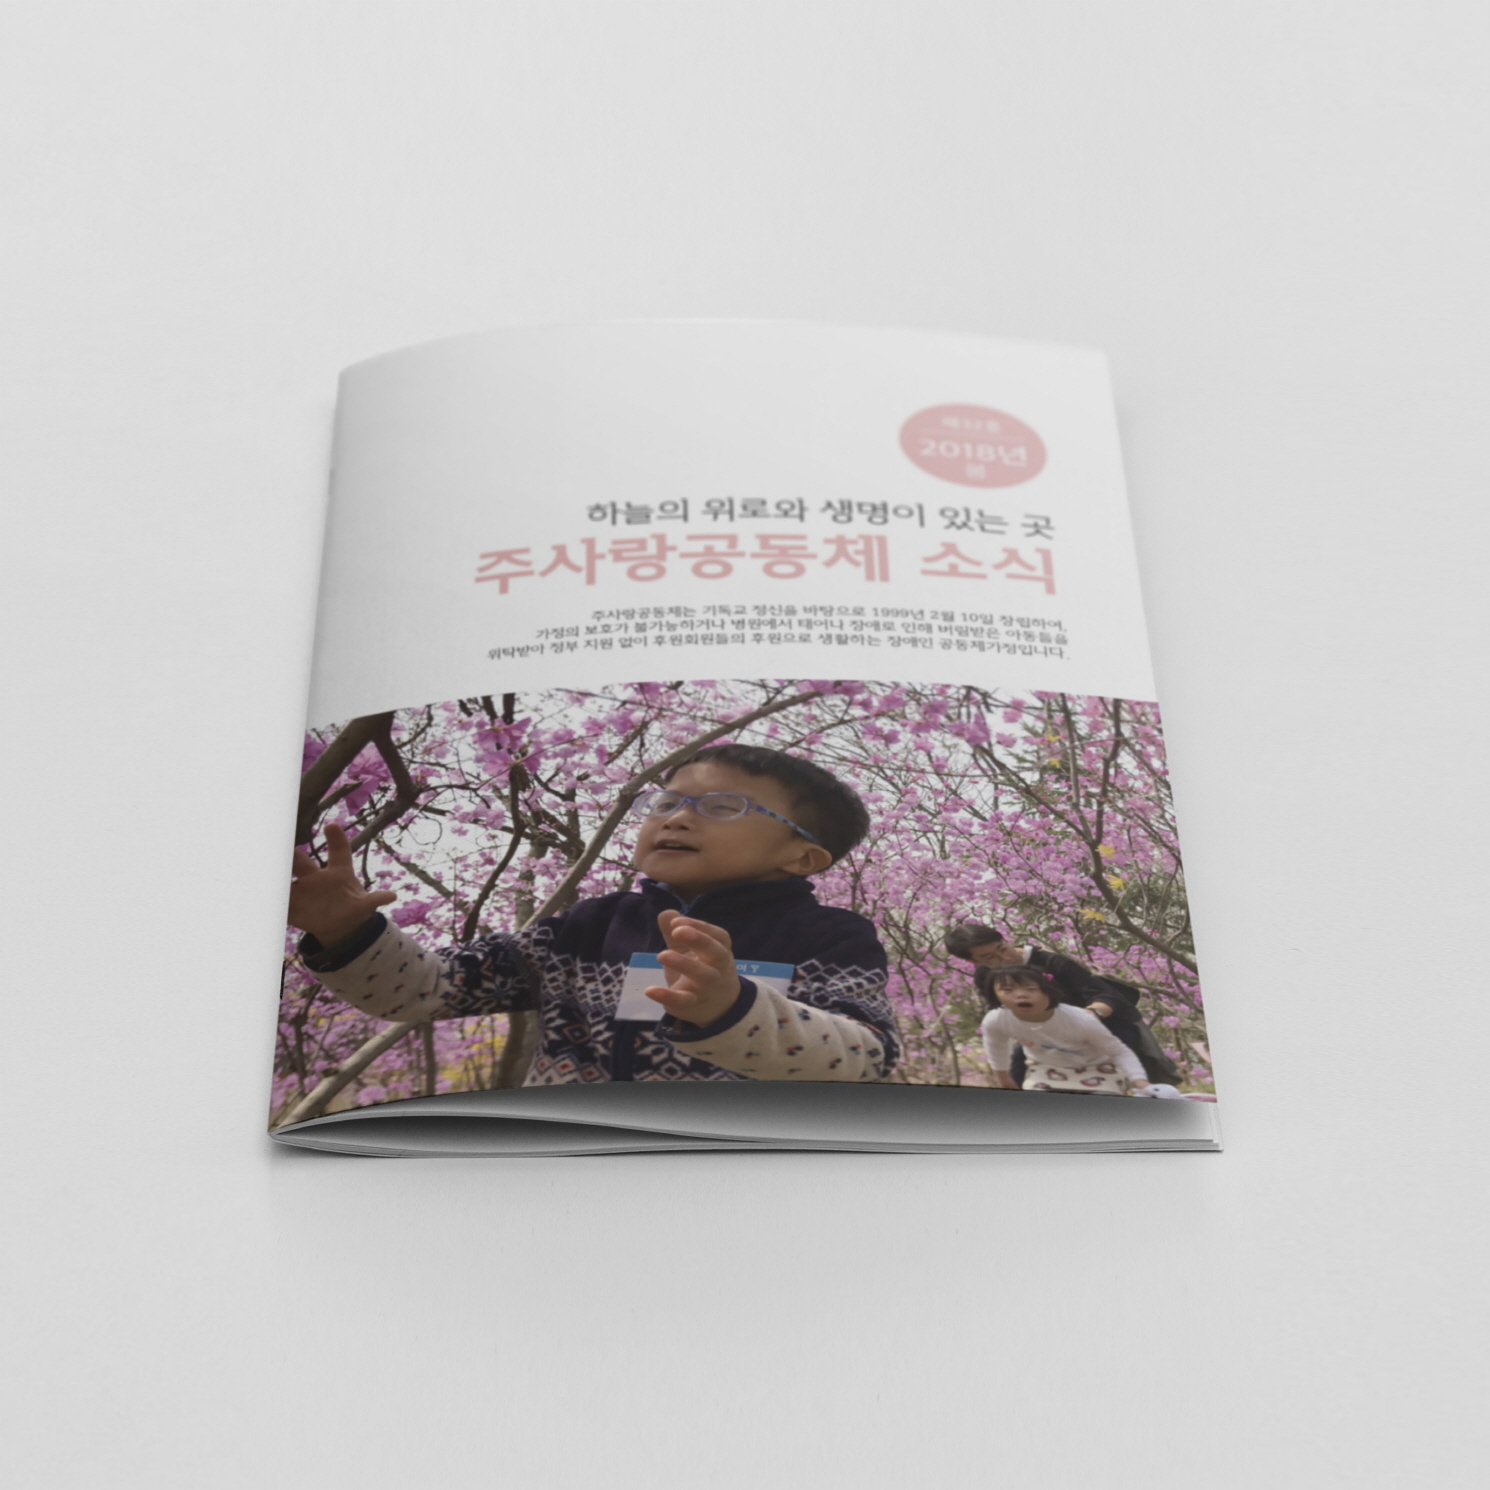 2018년
봄
하늘의 위로와 생명이 있는 곳
주사랑공동체 소식
주사랑공동체는 기독교 정신을 바탕으로 1999년 2월 10일 창립하여,
가정의 보호가 불가능하거나 병원에서 태어나 장애로 인해 버림받은 아동들을
위탁받아 정부 지원 없이 후원회원들의 후원으로 생활하는 장애인 공동체가정입니다.